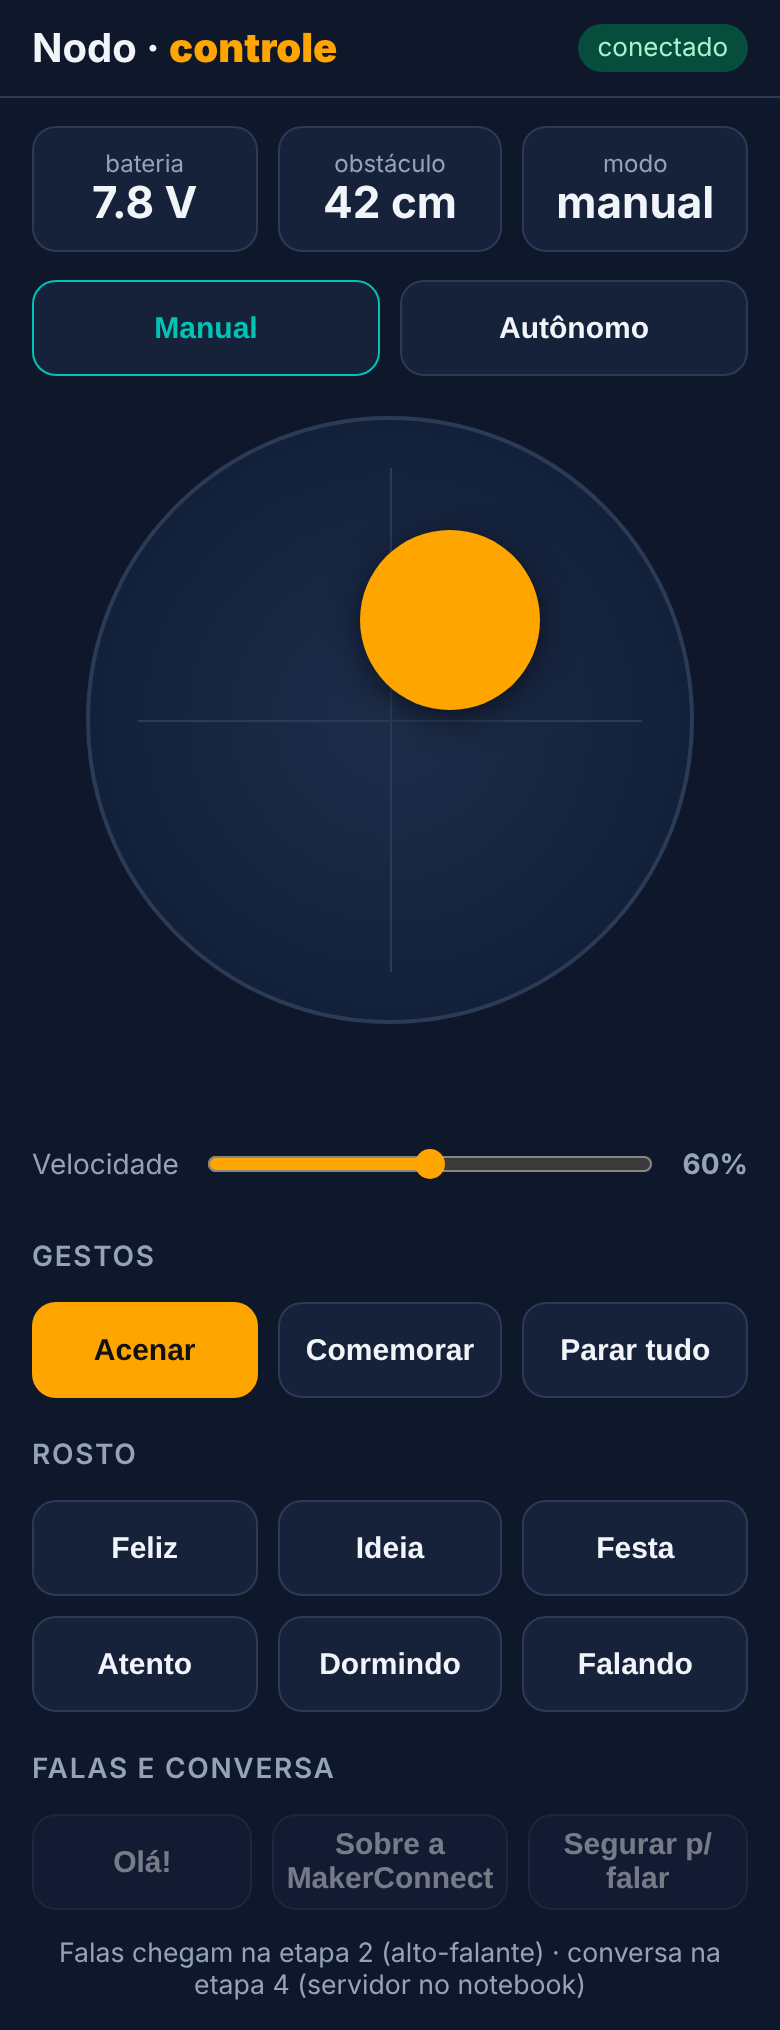 Nodo · controle
conectado
bateria
7.8 V
obstáculo
42 cm
modo
manual
Manual
Autônomo
Velocidade
60%
GESTOS
Acenar
Comemorar
Parar tudo
ROSTO
Feliz
Ideia
Festa
Atento
Dormindo
Falando
FALAS E CONVERSA
Olá!
Sobre a
MakerConnect
Segurar p/
falar
Falas chegam na etapa 2 (alto-falante) · conversa na
etapa 4 (servidor no notebook)